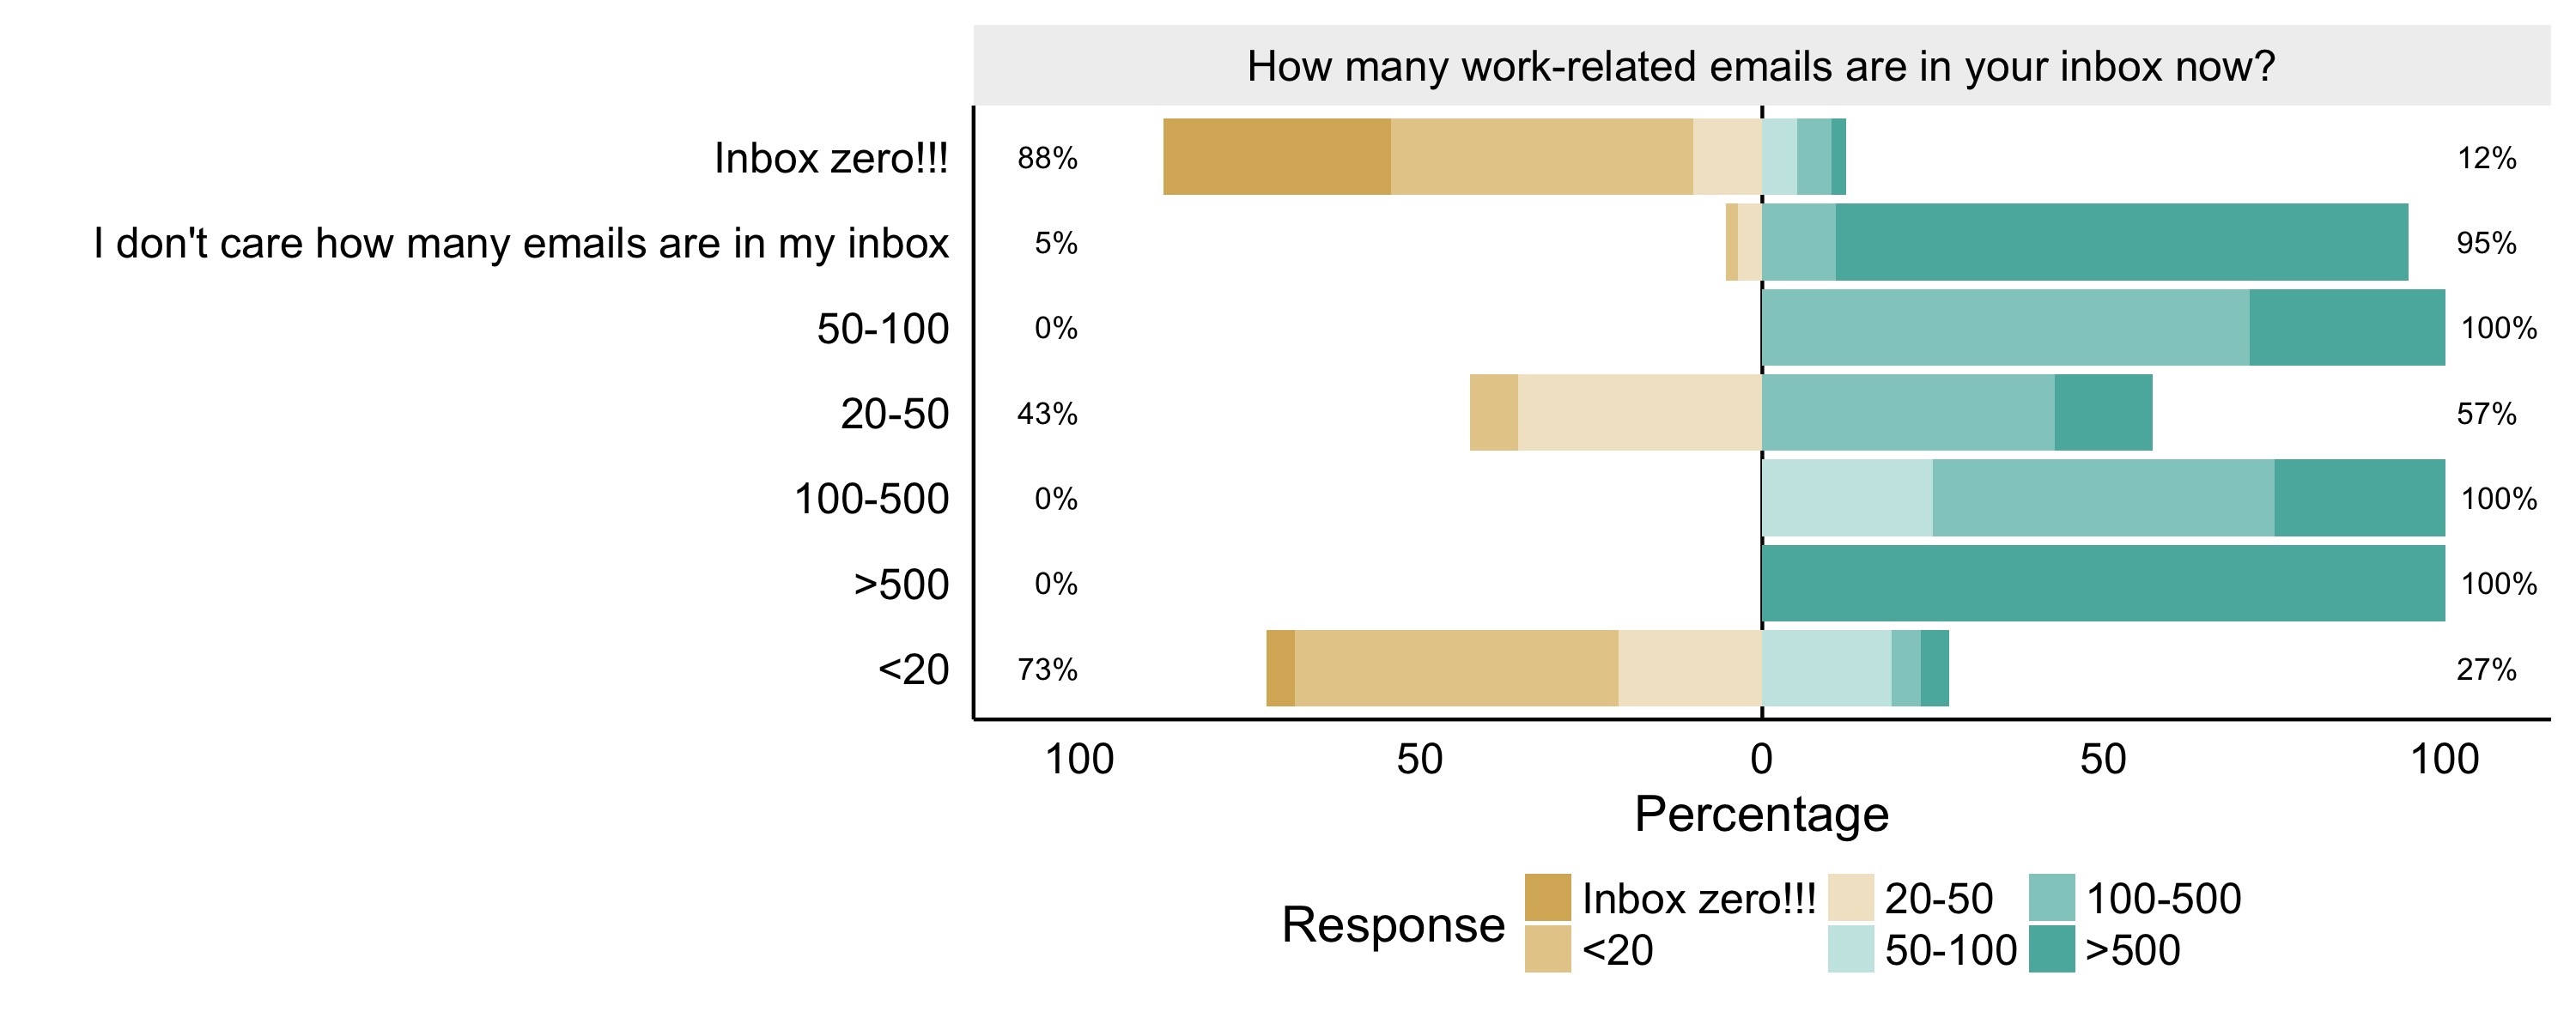 How many work-related emails are in your inbox now?
Inbox zero!!! 88% 12%
I don't care how many emails are in my inbox 5% 95%
50-100 0% 100%
20-50 43% 57%
100-500 0% 100%
>500 0% 100%
<20 73% 27%
100 50 0 50 100
Percentage
Response
Inbox zero!!! 20-50 100-500
<20 50-100 >500